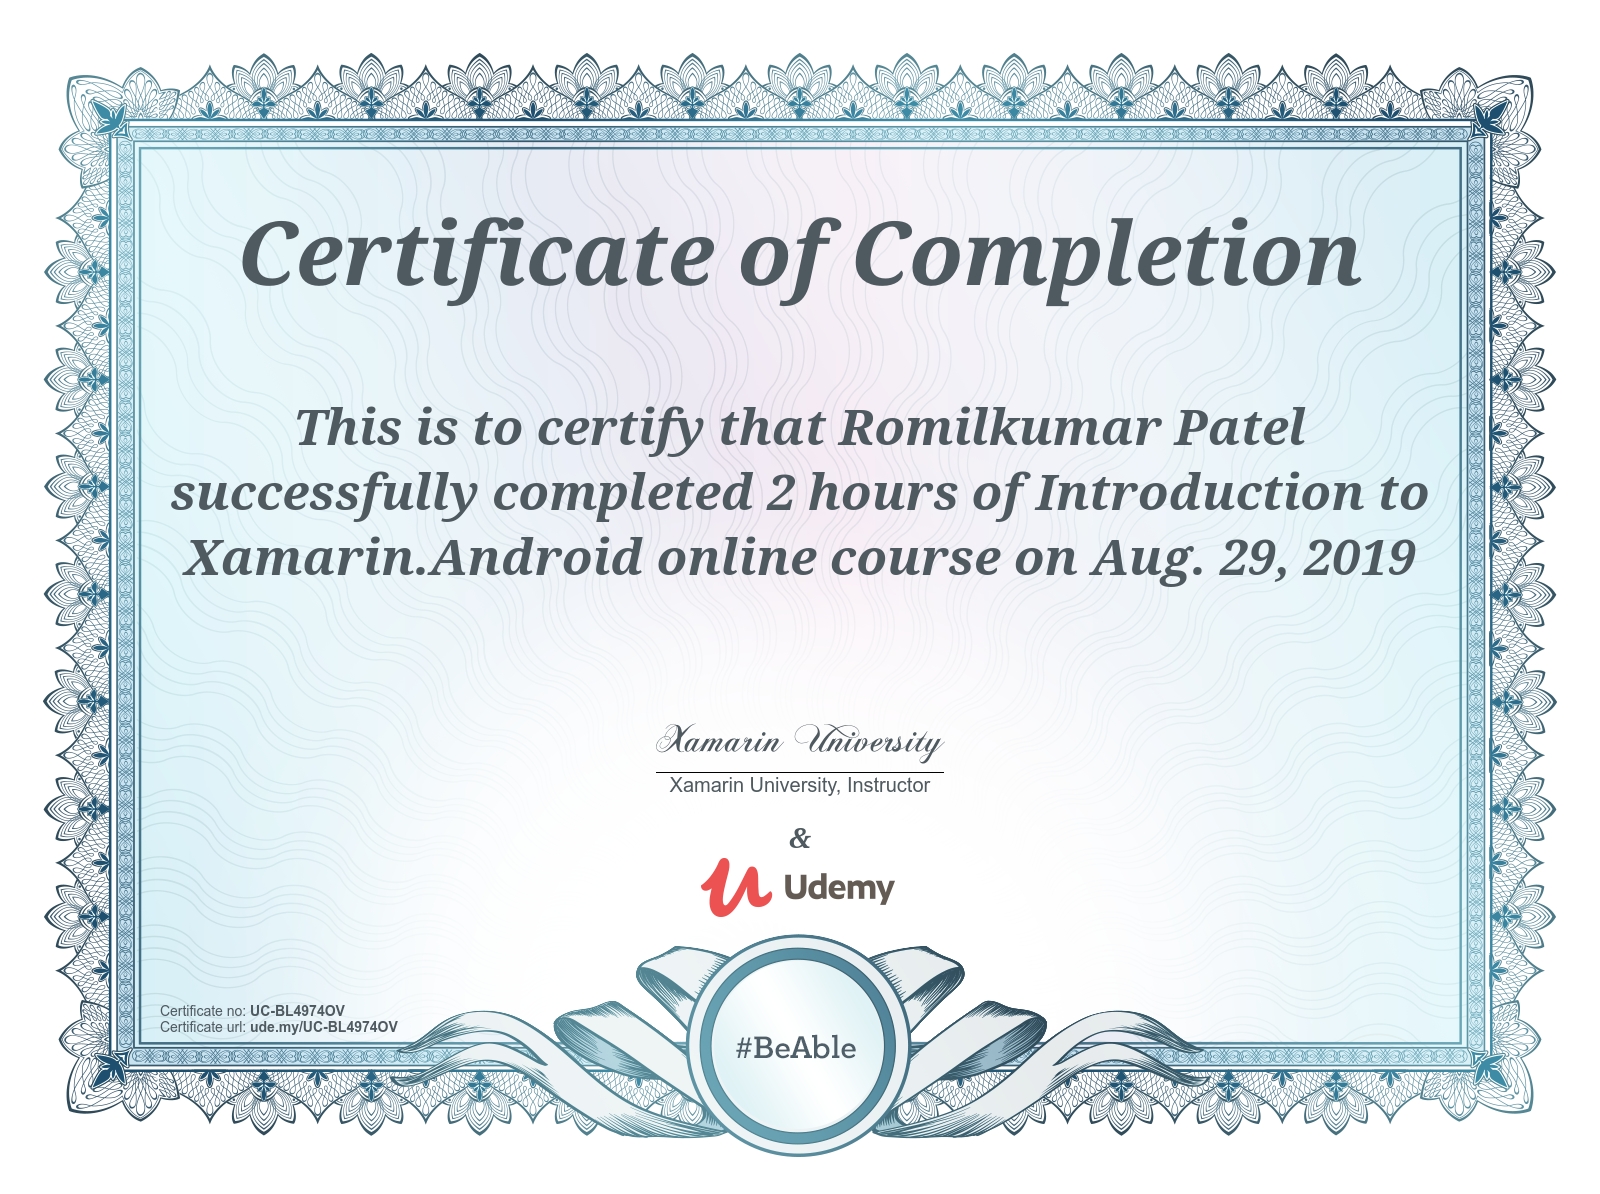 Certificate of Completion
This is to certify that Romilkumar Patel
successfully completed 2 hours of Introduction to
Xamarin.Android online course on Aug. 29, 2019
Xamarin University
Xamarin University, Instructor
&
Udemy
Certificate no: UC-BL4974OV
Certificate url: ude.my/UC-BL4974OV
#BeAble